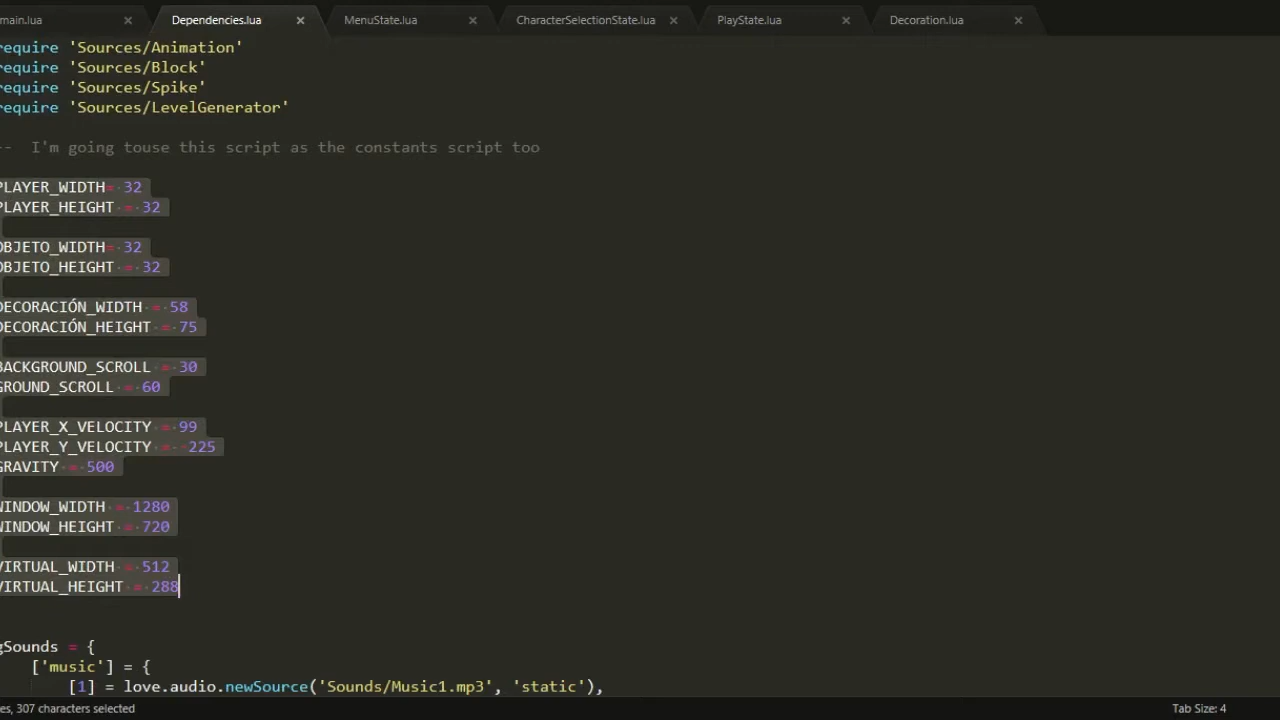 main.lua × Dependencies.lua × MenuState.lua × CharacterSelectionState.lua × PlayState.lua × Decoration.lua ×
require 'Sources/Animation'
require 'Sources/Block'
require 'Sources/Spike'
require 'Sources/LevelGenerator'
-- I'm going touse this script as the constants script too
PLAYER_WIDTH= 32
PLAYER_HEIGHT = 32
OBJETO_WIDTH= 32
OBJETO_HEIGHT = 32
DECORACIÓN_WIDTH = 58
DECORACIÓN_HEIGHT = 75
BACKGROUND_SCROLL = 30
GROUND_SCROLL = 60
PLAYER_X_VELOCITY = 99
PLAYER_Y_VELOCITY = -225
GRAVITY = 500
WINDOW_WIDTH = 1280
WINDOW_HEIGHT = 720
VIRTUAL_WIDTH = 512
VIRTUAL_HEIGHT = 288
gSounds = {
['music'] = {
[1] = love.audio.newSource('Sounds/Music1.mp3', 'static'),
es, 307 characters selected Tab Size: 4